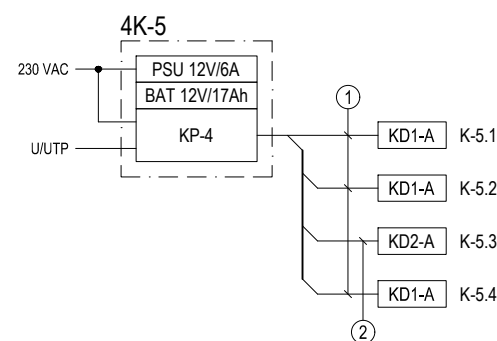 4K-5
230 VAC
PSU 12V/6A
BAT 12V/17Ah
U/UTP
KP-4
1
KD1-A K-5.1
KD1-A K-5.2
KD2-A K-5.3
KD1-A K-5.4
2